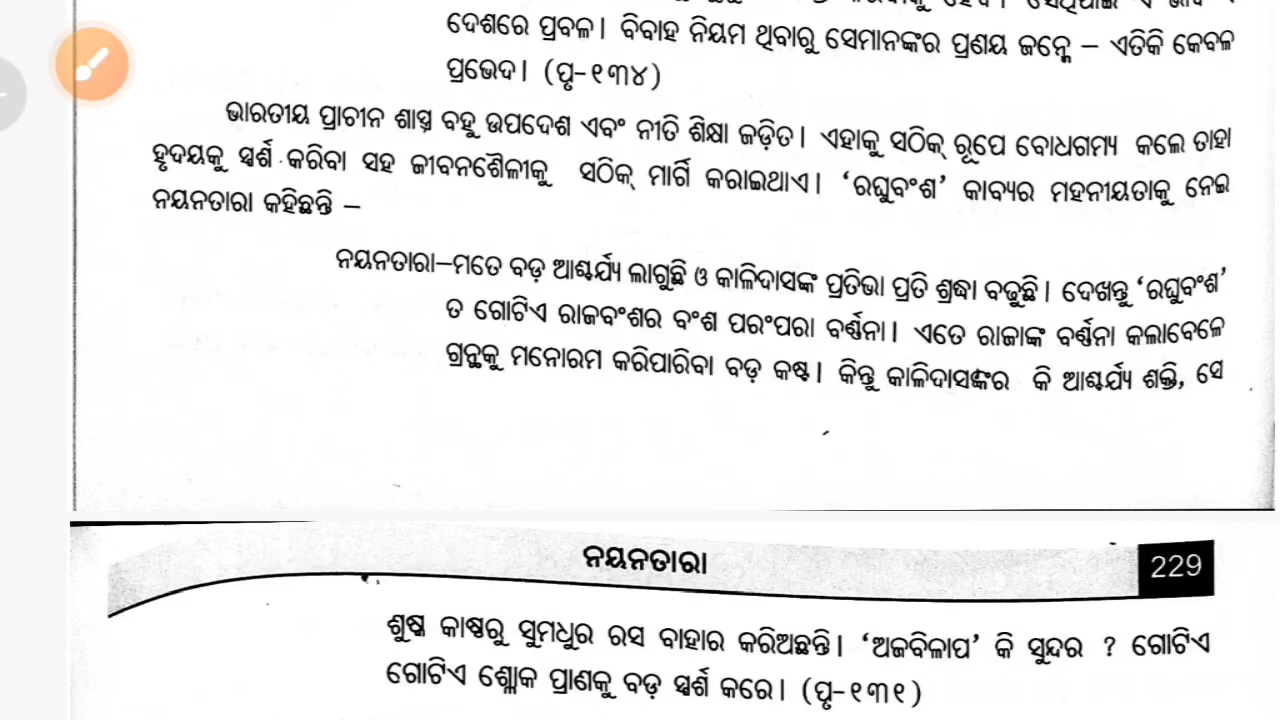 ଦେଶରେ ପ୍ରବଳ। ବିବାହ ନିୟମ ଥିବାରୁ ସେମାନଙ୍କର ପ୍ରଣୟ ଜନ୍ମେ – ଏତିକି କେବଳ
ପ୍ରଭେଦ। (ପୃ-୧୩୪)
ଭାରତୀୟ ପ୍ରାଚୀନ ଶାସ୍ତ୍ର ବହୁ ଉପଦେଶ ଏବଂ ନୀତି ଶିକ୍ଷା ଜଡ଼ିତ। ଏହାକୁ ସଠିକ୍ ରୂପେ ବୋଧଗମ୍ୟ କଲେ ତାହା
ହୃଦୟକୁ ସ୍ପର୍ଶ କରିବା ସହ ଜୀବନଶୈଳୀକୁ ସଠିକ୍ ମାର୍ଗି କରାଇଥାଏ। ‘ରଘୁବଂଶ’ କାବ୍ୟର ମହନୀୟତାକୁ ନେଇ
ନୟନତାରା କହିଛନ୍ତି –
ନୟନତାରା–ମତେ ବଡ଼ ଆଶ୍ଚର୍ଯ୍ୟ ଲାଗୁଛି ଓ କାଳିଦାସଙ୍କ ପ୍ରତିଭା ପ୍ରତି ଶ୍ରଦ୍ଧା ବଢୁଛି। ଦେଖନ୍ତୁ ‘ରଘୁବଂଶ’
ତ ଗୋଟିଏ ରାଜବଂଶର ବଂଶ ପରଂପରା ବର୍ଣ୍ଣନା। ଏତେ ରାଜାଙ୍କ ବର୍ଣ୍ଣନା କଲାବେଳେ
ଗ୍ରନ୍ଥକୁ ମନୋରମ କରିପାରିବା ବଡ଼ କଷ୍ଟ। କିନ୍ତୁ କାଳିଦାସଙ୍କର କି ଆଶ୍ଚର୍ଯ୍ୟ ଶକ୍ତି, ସେ
ନୟନତାରା
229
ଶୁଷ୍କ କାଷ୍ଠରୁ ସୁମଧୁର ରସ ବାହାର କରିଅଛନ୍ତି। ‘ଅଜବିଳାପ’ କି ସୁନ୍ଦର ? ଗୋଟିଏ
ଗୋଟିଏ ଶ୍ଳୋକ ପ୍ରାଣକୁ ବଡ଼ ସ୍ପର୍ଶ କରେ। (ପୃ-୧୩୧)